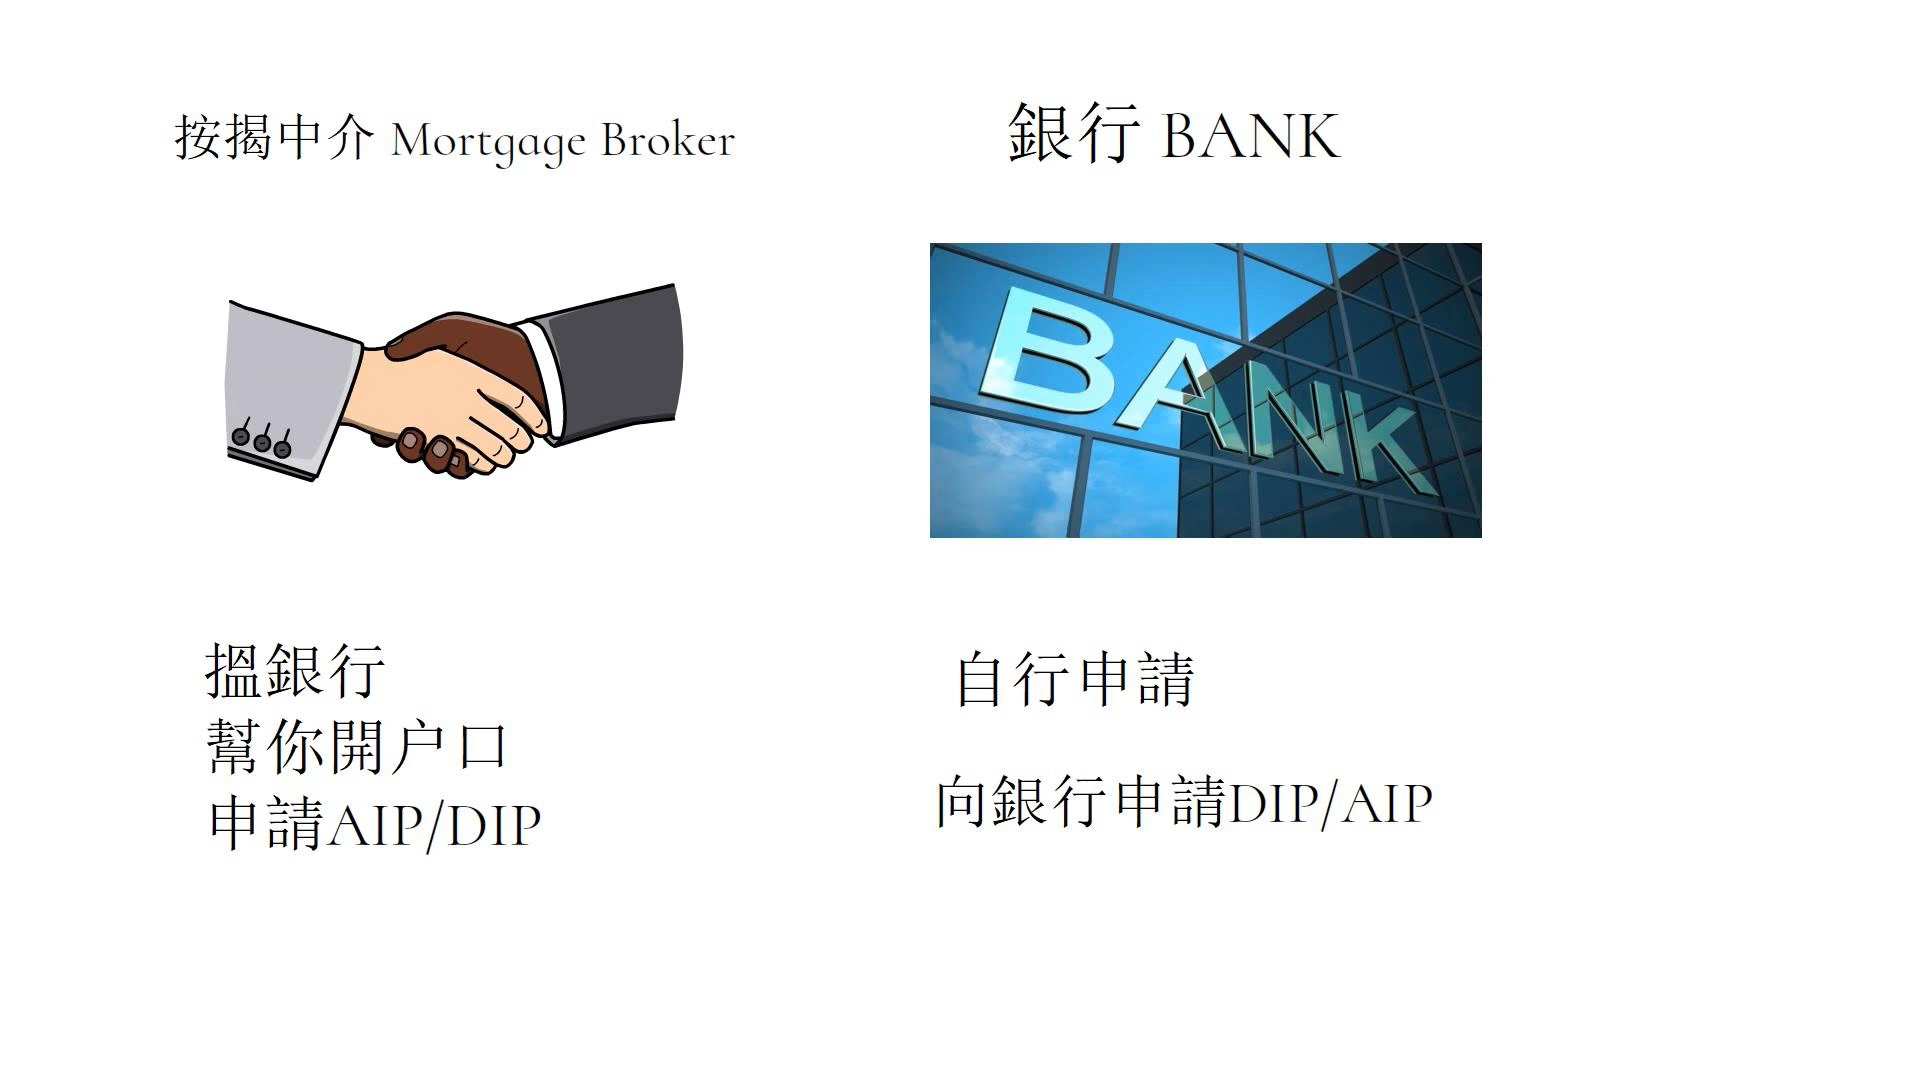 按揭中介 Mortgage Broker
銀行 BANK
BANK
搵銀行
幫你開户口
申請AIP/DIP
自行申請
向銀行申請DIP/AIP